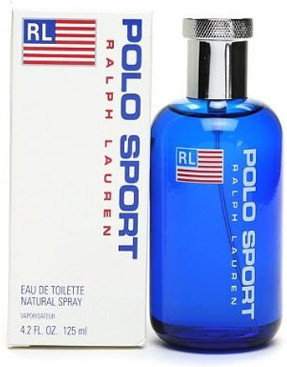 RL
POLO SPORT
RALPH LAUREN
EAU DE TOILETTE
NATURAL SPRAY
VAPORISATEUR
4.2 FL. OZ. 125 ml
RL
POLO SPORT
RALPH LAUREN